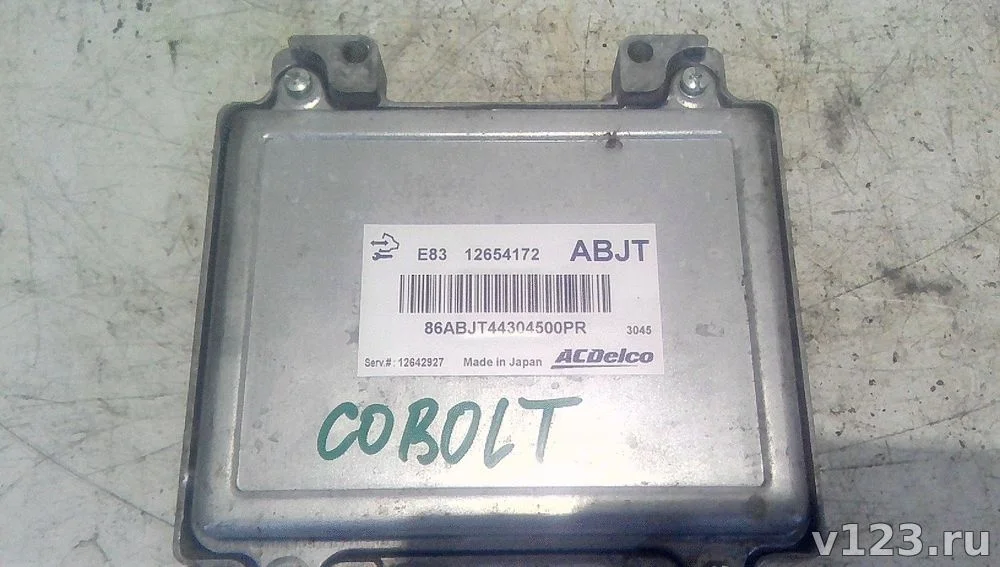 E83 12654172 ABJT
86ABJT44304500PR 3045
Serv.#: 12642927 Made in Japan ACDelco
COBOLT
v123.ru